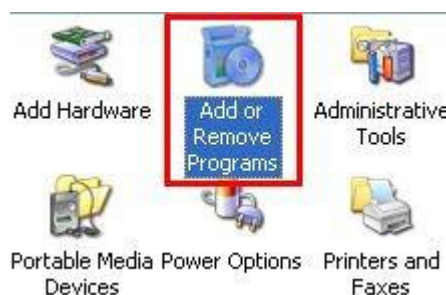 Add Hardware
Add or
Remove
Programs
Administrative
Tools
Portable Media
Devices
Power Options
Printers and
Faxes